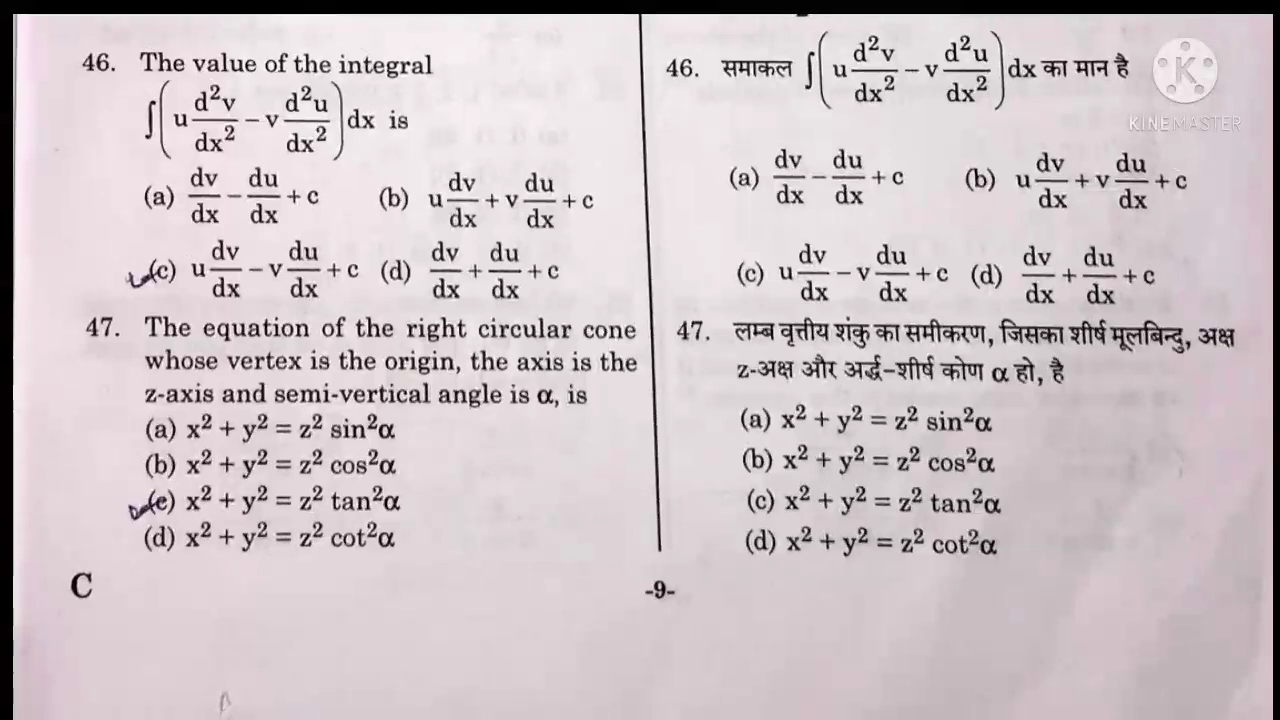 46. The value of the integral
∫(u d²v/dx² − v d²u/dx²)dx is
(a) dv/dx − du/dx + c (b) u dv/dx + v du/dx + c
(c) u dv/dx − v du/dx + c (d) dv/dx + du/dx + c
47. The equation of the right circular cone
whose vertex is the origin, the axis is the
z-axis and semi-vertical angle is α, is
(a) x² + y² = z² sin²α
(b) x² + y² = z² cos²α
(c) x² + y² = z² tan²α
(d) x² + y² = z² cot²α
C
46. समाकल ∫(u d²v/dx² − v d²u/dx²)dx का मान है
(a) dv/dx − du/dx + c (b) u dv/dx + v du/dx + c
(c) u dv/dx − v du/dx + c (d) dv/dx + du/dx + c
47. लम्ब वृत्तीय शंकु का समीकरण, जिसका शीर्ष मूलबिन्दु, अक्ष
z-अक्ष और अर्द्ध-शीर्ष कोण α हो, है
(a) x² + y² = z² sin²α
(b) x² + y² = z² cos²α
(c) x² + y² = z² tan²α
(d) x² + y² = z² cot²α
-9-
K
KINEMASTER